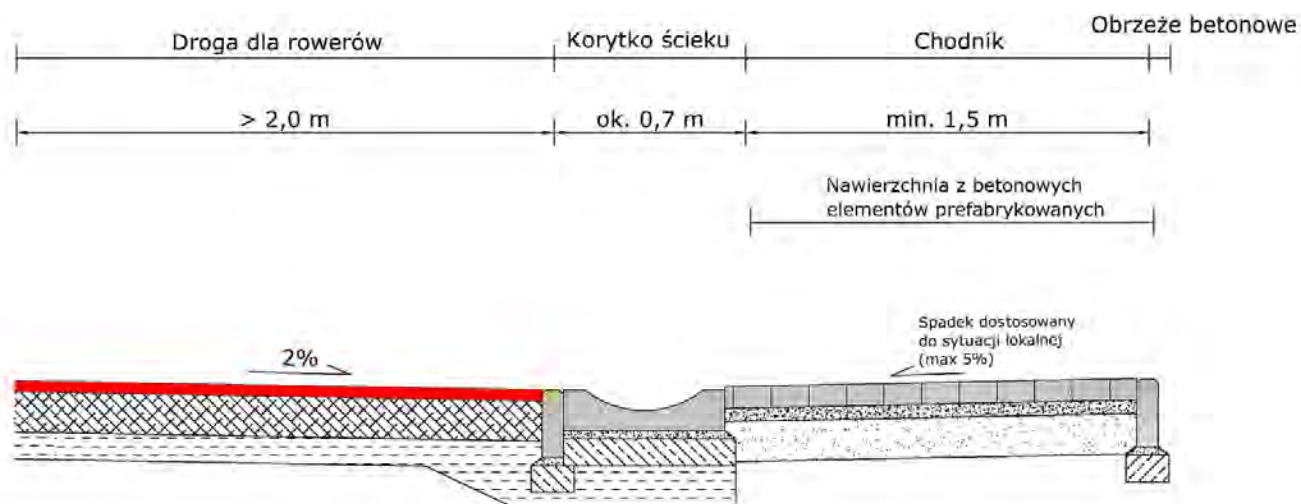 Droga dla rowerów
Korytko ścieku
Chodnik
Obrzeże betonowe
> 2,0 m
ok. 0,7 m
min. 1,5 m
Nawierzchnia z betonowych
elementów prefabrykowanych
2%
Spadek dostosowany
do sytuacji lokalnej
(max 5%)